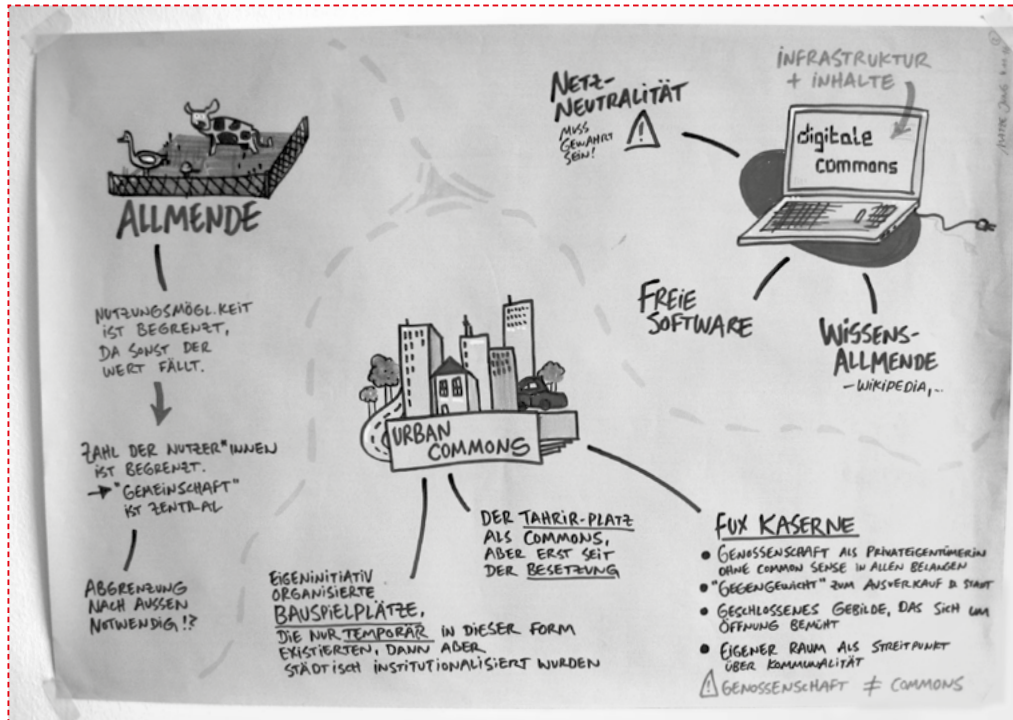 ALLMENDE
NUTZUNGSMÖGL.KEIT
IST BEGRENZT,
DA SONST DER
WERT FÄLLT.
ZAHL DER NUTZER*INNEN
IST BEGRENZT.
→ "GEMEINSCHAFT"
IST ZENTRAL
ABGRENZUNG
NACH AUSSEN
NOTWENDIG!?
URBAN
COMMONS
EIGENINITIATIV
ORGANISIERTE
BAUSPIELPLÄTZE,
DIE NUR TEMPORÄR IN DIESER FORM
EXISTIERTEN, DANN ABER
STÄDTISCH INSTITUTIONALISIERT WURDEN
DER TAHRIR-PLATZ
ALS COMMONS,
ABER ERST SEIT
DER BESETZUNG
FUX KASERNE
• GENOSSENSCHAFT ALS PRIVATEIGENTÜMERIN
OHNE COMMON SENSE IN ALLEN BELANGEN
• "GEGENGEWICHT" ZUM AUSVERKAUF D. STADT
• GESCHLOSSENES GEBILDE, DAS SICH UM
ÖFFNUNG BEMÜHT
• EIGENER RAUM ALS STREITPUNKT
ÜBER KOMMUNALITÄT
⚠ GENOSSENSCHAFT ≠ COMMONS
NETZ-
NEUTRALITÄT
MUSS
GEWAHRT
SEIN!
INFRASTRUKTUR
+ INHALTE
digitale
commons
FREIE
SOFTWARE
WISSENS-
ALLMENDE
- WIKIPEDIA,..